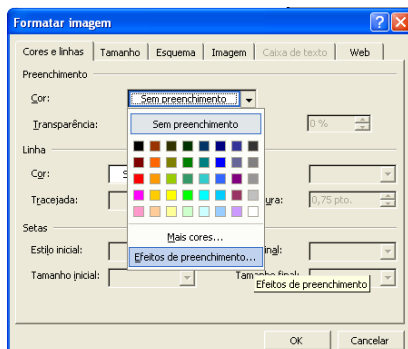 Formatar imagem
Cores e linhas Tamanho Esquema Imagem Caixa de texto Web
Preenchimento
Cor: Sem preenchimento
Transparência: Sem preenchimento 0 %
Linha
Cor:
Tracejada: 0,75 pto.
Mais cores...
Setas
Estilo inicial:
Efeitos de preenchimento...
Tamanho inicial: Tamanho final:
Efeitos de preenchimento
OK Cancelar